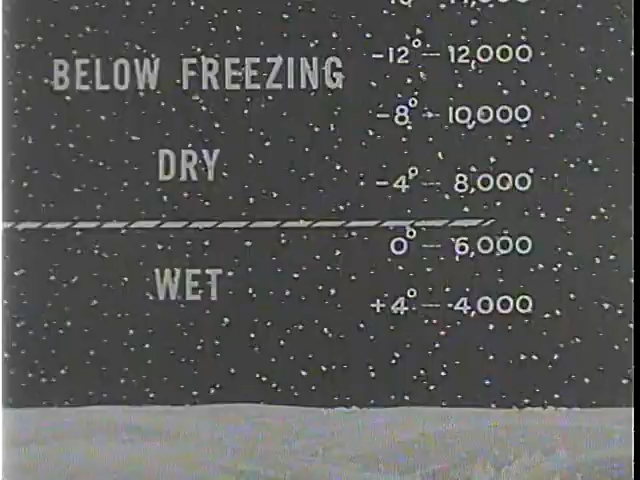 BELOW FREEZING
-12° - 12,000
-8° - 10,000
DRY
-4° - 8,000
0° - 6,000
WET
+4° - 4,000